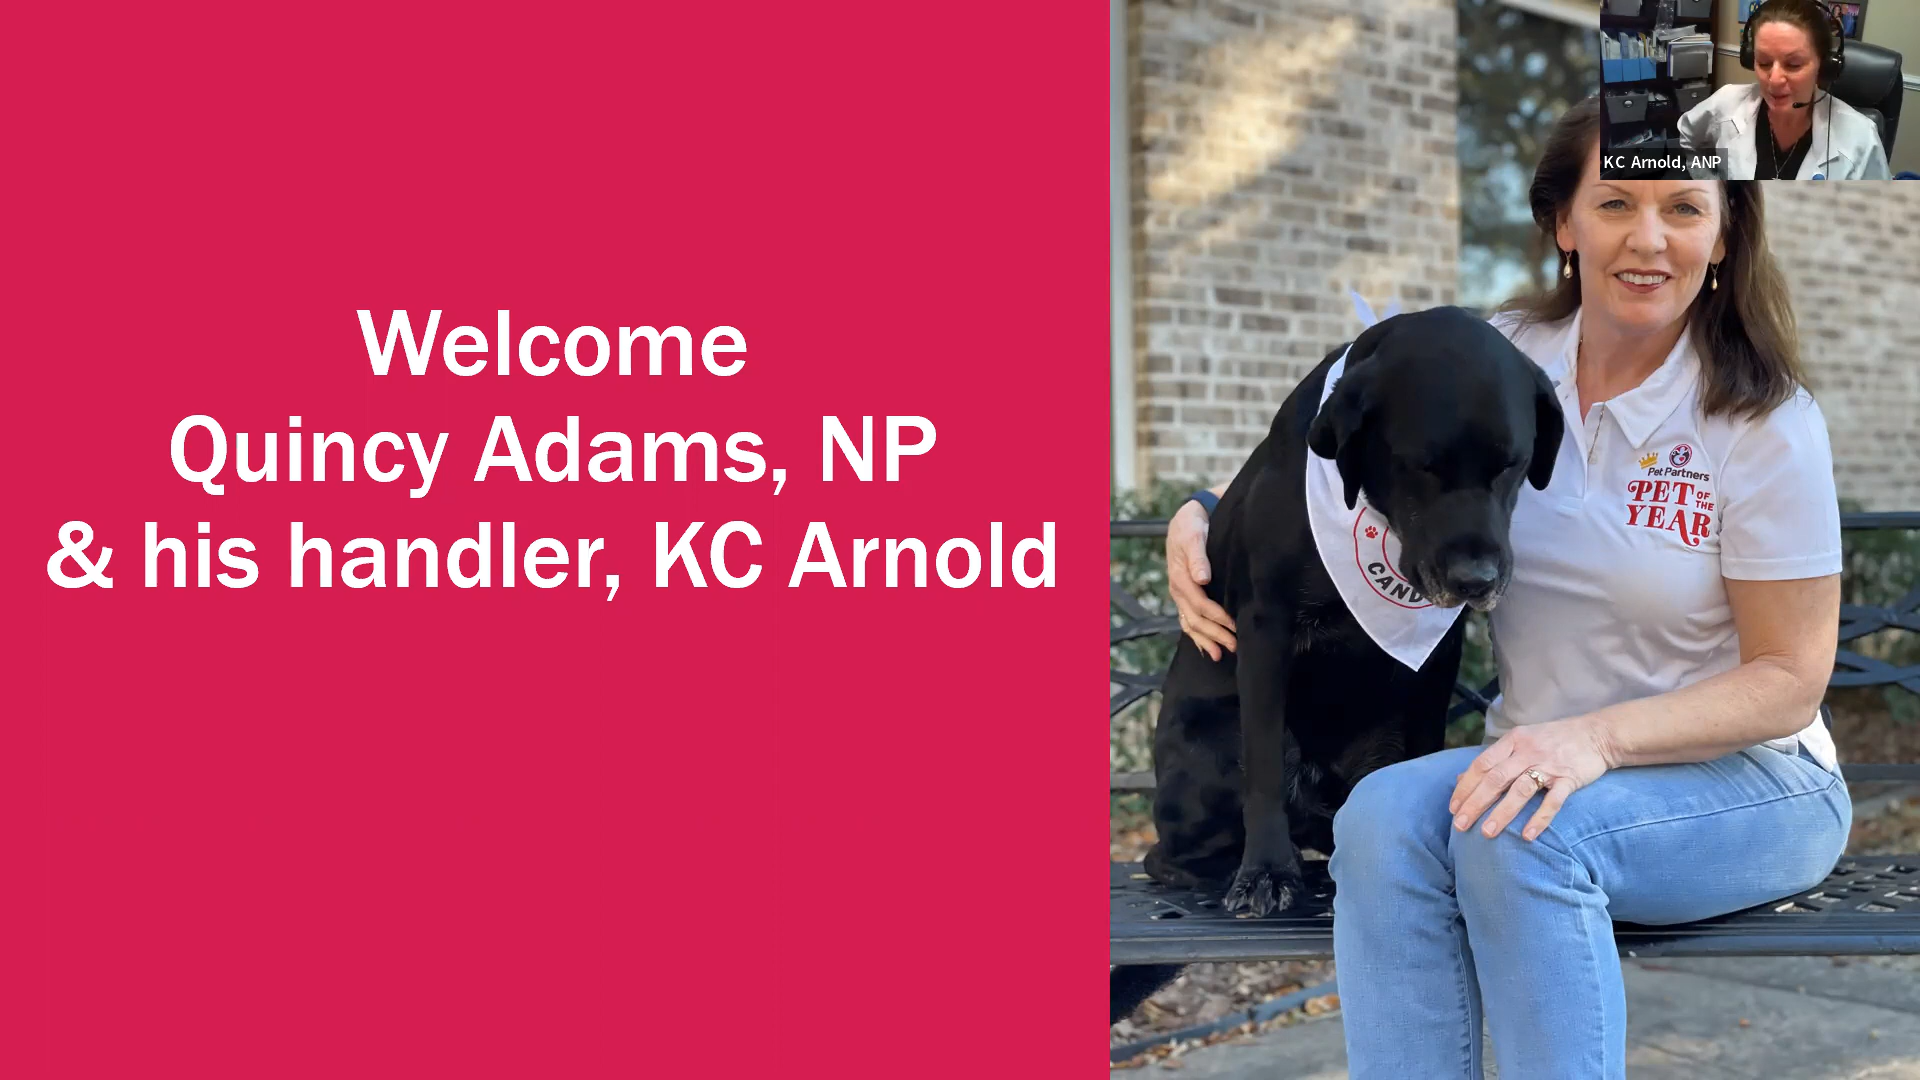 Welcome
Quincy Adams, NP
& his handler, KC Arnold
KC Arnold, ANP
Pet Partners
PET OF THE
YEAR
CAND